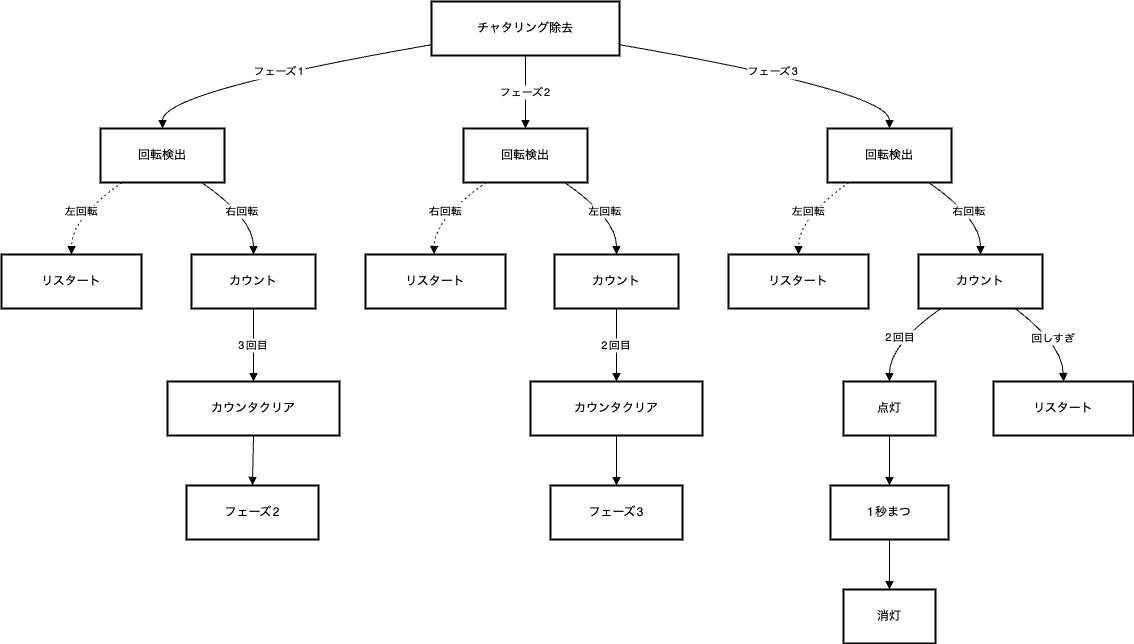 チャタリング除去
フェーズ1
フェーズ2
フェーズ3
回転検出
回転検出
回転検出
左回転
右回転
右回転
左回転
左回転
右回転
リスタート
カウント
リスタート
カウント
リスタート
カウント
3回目
2回目
2回目
回しすぎ
カウンタクリア
カウンタクリア
点灯
リスタート
フェーズ2
フェーズ3
1秒まつ
消灯